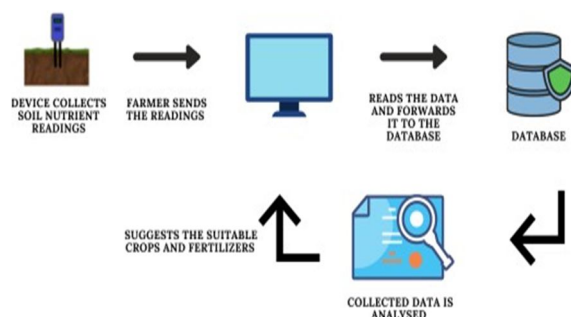 DEVICE COLLECTS
SOIL NUTRIENT
READINGS
FARMER SENDS
THE READINGS
READS THE DATA
AND FORWARDS
IT TO THE
DATABASE
DATABASE
SUGGESTS THE SUITABLE
CROPS AND FERTILIZERS
COLLECTED DATA IS
ANALYSED